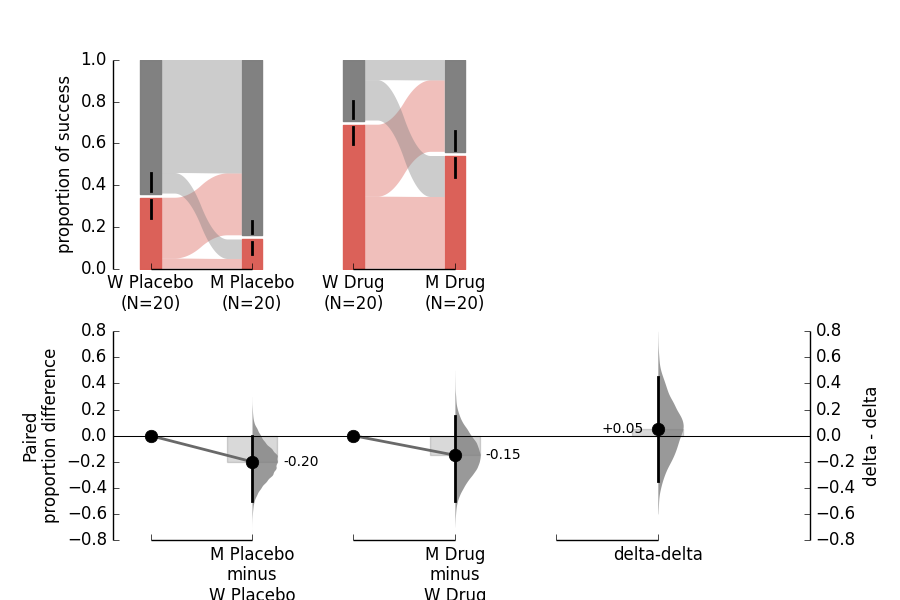 proportion of success
1.0
0.8
0.6
0.4
0.2
0.0
W Placebo
(N=20)
M Placebo
(N=20)
W Drug
(N=20)
M Drug
(N=20)
Paired
proportion difference
0.8
0.6
0.4
0.2
0.0
−0.2
−0.4
−0.6
−0.8
-0.20
-0.15
+0.05
0.8
0.6
0.4
0.2
0.0
−0.2
−0.4
−0.6
−0.8
delta - delta
M Placebo
minus
W Placebo
M Drug
minus
W Drug
delta-delta